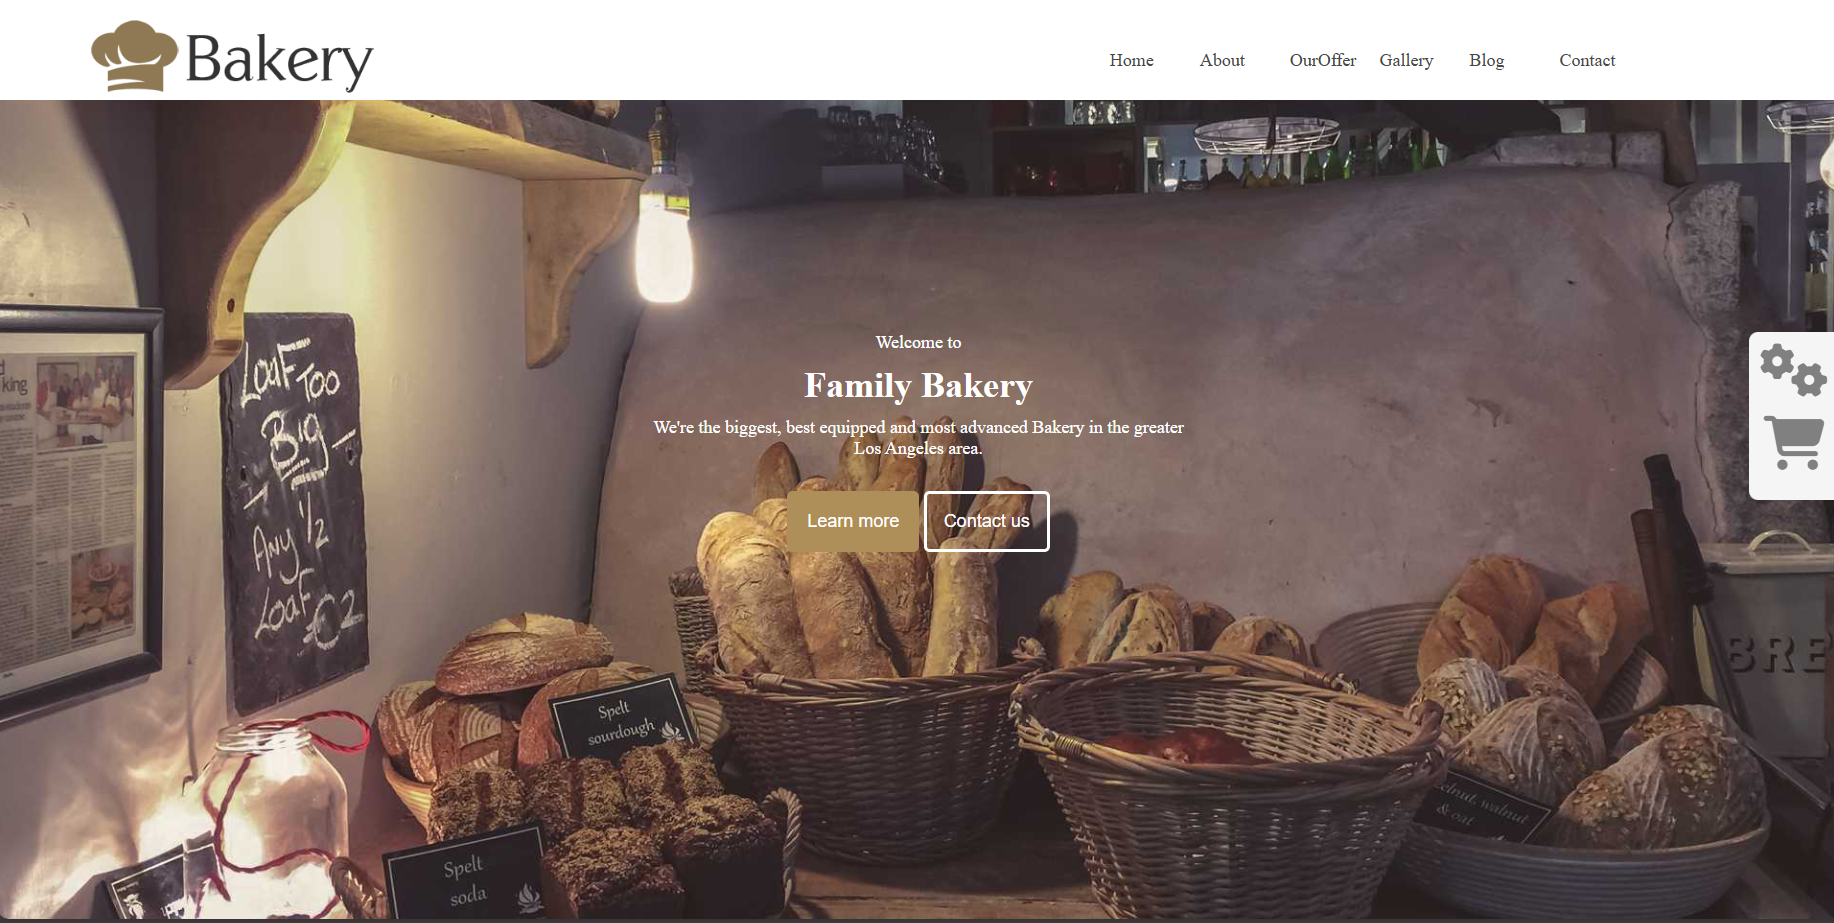 Bakery
Home About OurOffer Gallery Blog Contact
king
Loaf Too
Big
Any 1/2
Loaf €2
Welcome to
Family Bakery
We're the biggest, best equipped and most advanced Bakery in the greater
Los Angeles area.
Learn more Contact us
BRE
Spelt
sourdough
walnut
& oat
Spelt
soda